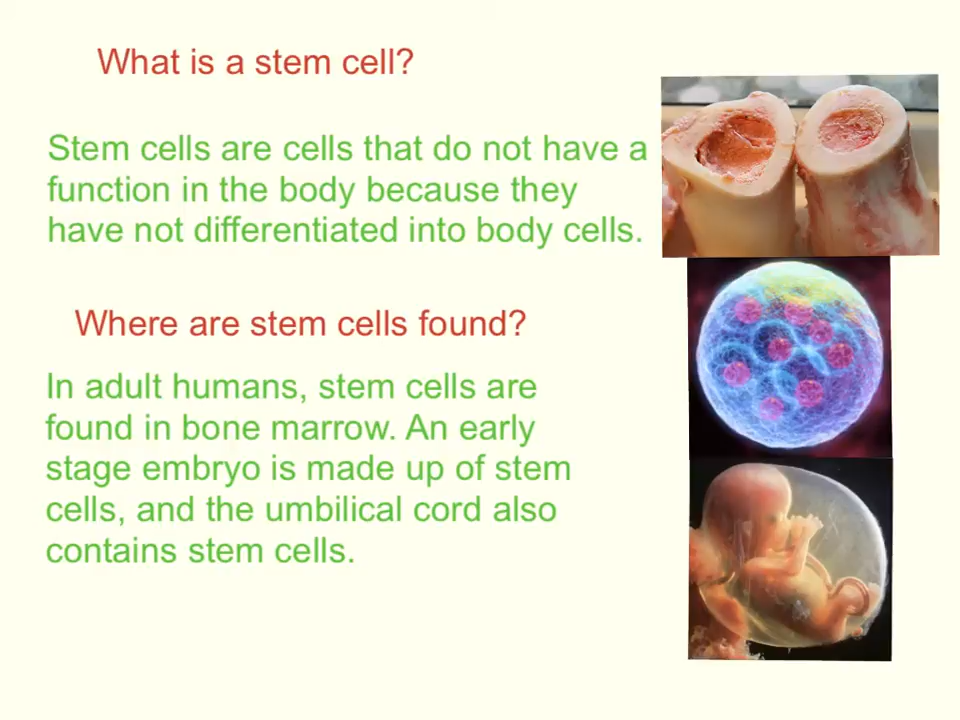 What is a stem cell?
Stem cells are cells that do not have a
function in the body because they
have not differentiated into body cells.
Where are stem cells found?
In adult humans, stem cells are
found in bone marrow. An early
stage embryo is made up of stem
cells, and the umbilical cord also
contains stem cells.